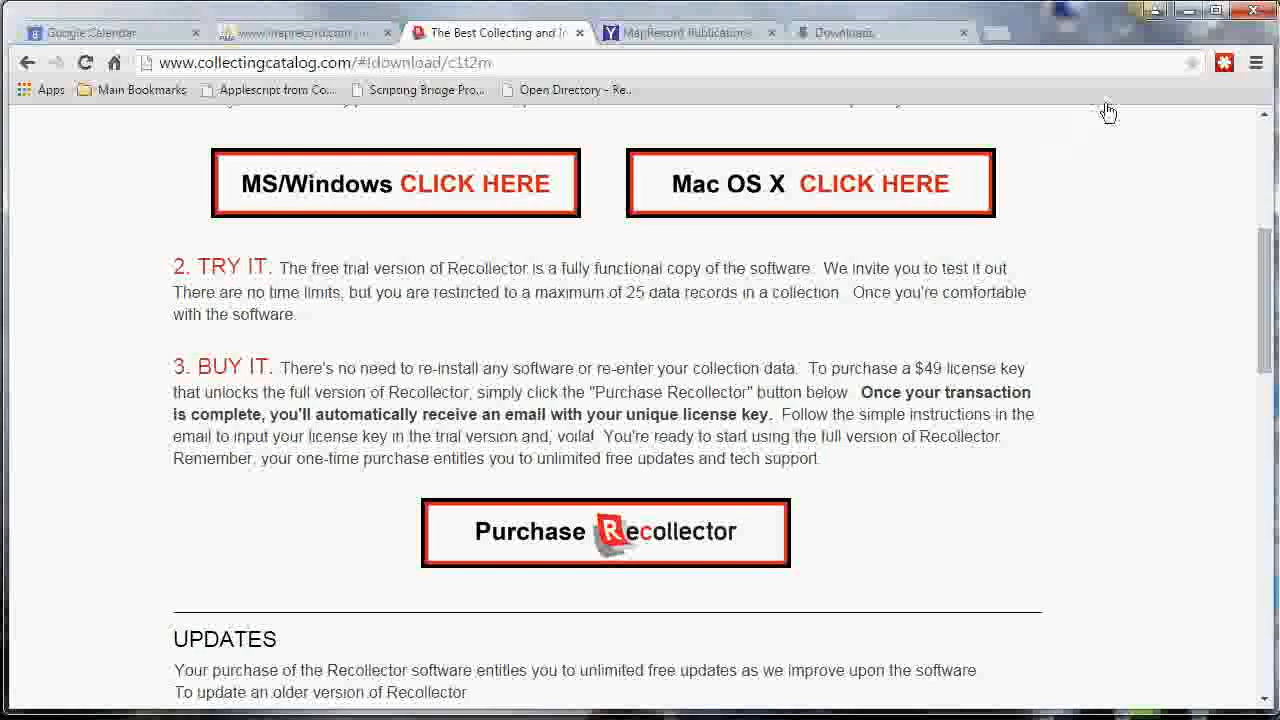 Google Calendar
www.maprecord.com
The Best Collecting and In
MapRecord Publications
Downloads
www.collectingcatalog.com/#!download/c1t2m
Apps Main Bookmarks Applescript from Co... Scripting Bridge Pro... Open Directory - Re...
MS/Windows CLICK HERE
Mac OS X CLICK HERE
2. TRY IT. The free trial version of Recollector is a fully functional copy of the software. We invite you to test it out
There are no time limits, but you are restricted to a maximum of 25 data records in a collection Once you're comfortable
with the software.
3. BUY IT. There's no need to re-install any software or re-enter your collection data. To purchase a $49 license key
that unlocks the full version of Recollector, simply click the "Purchase Recollector" button below Once your transaction
is complete, you'll automatically receive an email with your unique license key. Follow the simple instructions in the
email to input your license key in the trial version and, voila! You're ready to start using the full version of Recollector.
Remember, your one-time purchase entitles you to unlimited free updates and tech support.
Purchase Recollector
UPDATES
Your purchase of the Recollector software entitles you to unlimited free updates as we improve upon the software
To update an older version of Recollector